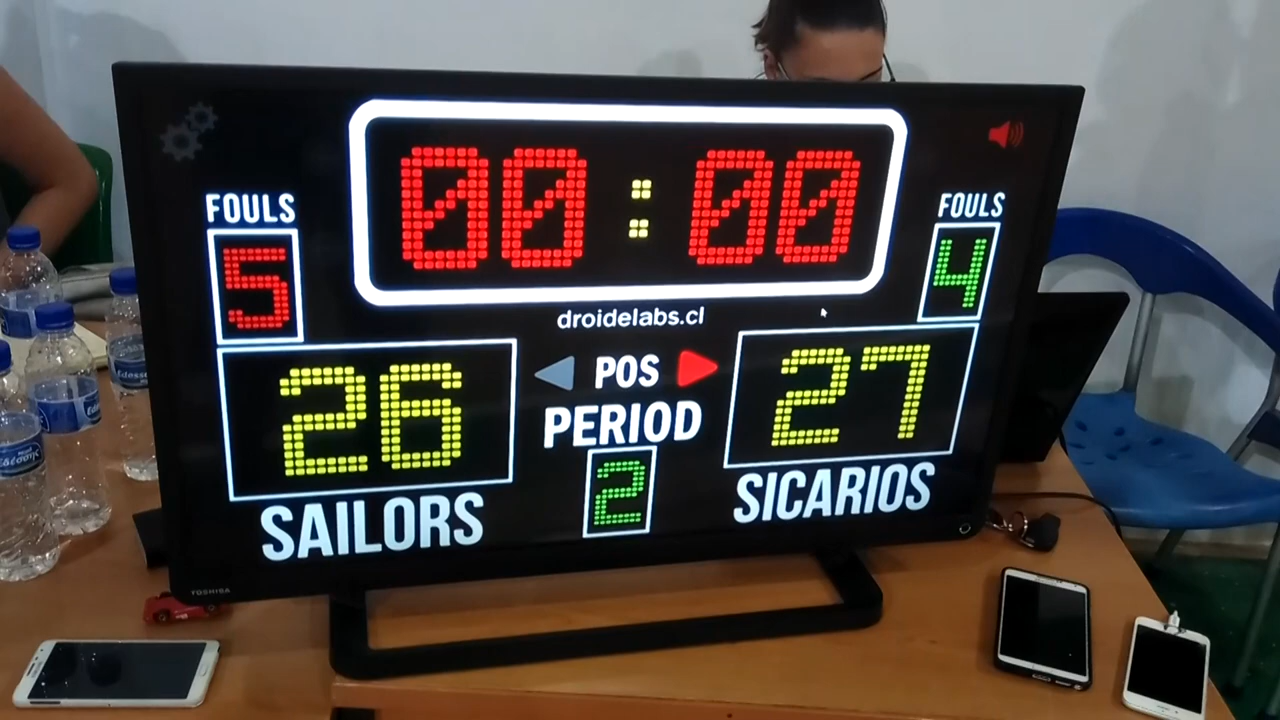 00:00
FOULS
5
FOULS
4
droidelabs.cl
POS
26
27
PERIOD
2
SAILORS
SICARIOS
TOSHIBA